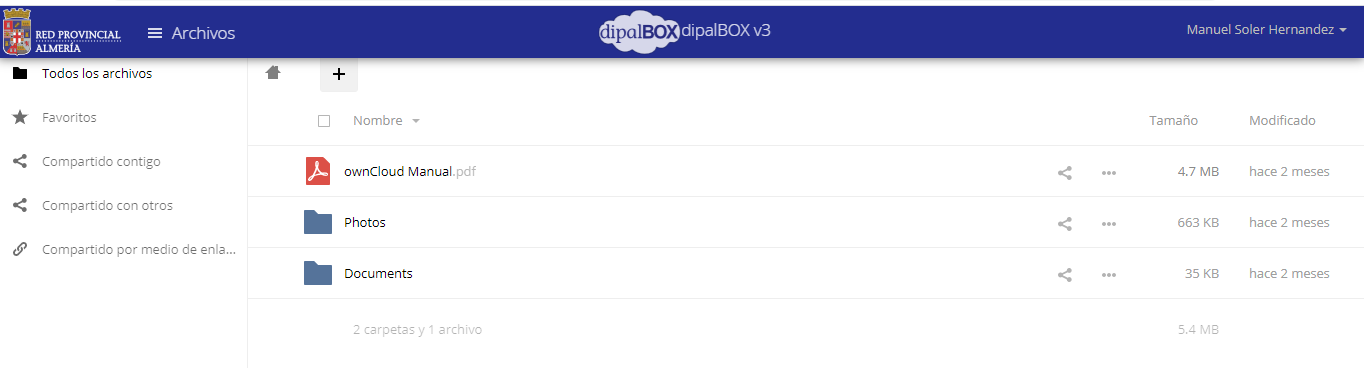 RED PROVINCIAL
ALMERÍA
Archivos
dipalBOX dipalBOX v3
Manuel Soler Hernandez
Todos los archivos
Favoritos
Compartido contigo
Compartido con otros
Compartido por medio de enla...
+
Nombre Tamaño Modificado
ownCloud Manual.pdf 4.7 MB hace 2 meses
Photos 663 KB hace 2 meses
Documents 35 KB hace 2 meses
2 carpetas y 1 archivo 5.4 MB